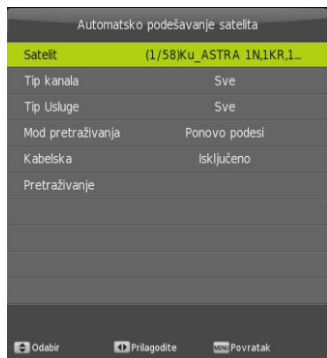 Automatsko podešavanje satelita
Satelit (1/58)Ku_ASTRA 1N,1KR,1...
Tip kanala Sve
Tip Usluge Sve
Mod pretraživanja Ponovo podesi
Kabelska Isključeno
Pretraživanje
Odabir Prilagodite MENU Povratak